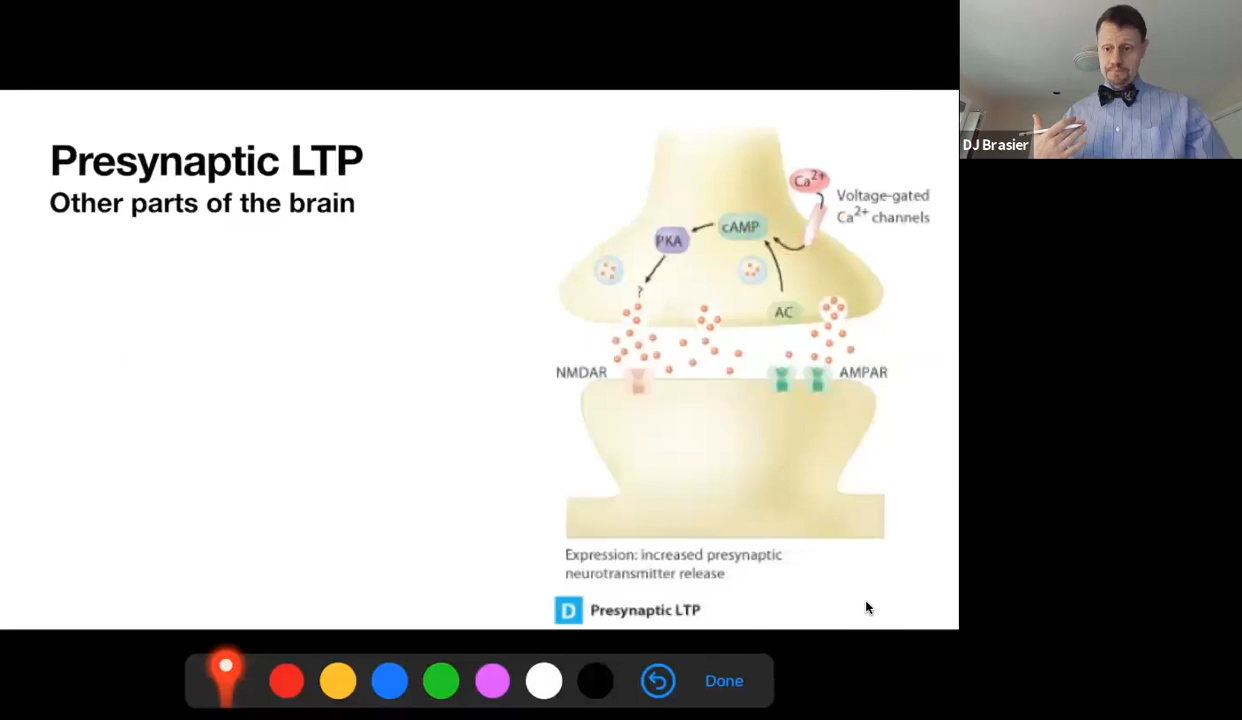 Presynaptic LTP
Other parts of the brain
Ca2+
Voltage-gated
Ca2+ channels
cAMP
PKA
?
AC
NMDAR
AMPAR
Expression: increased presynaptic
neurotransmitter release
D Presynaptic LTP
DJ Brasier
Done